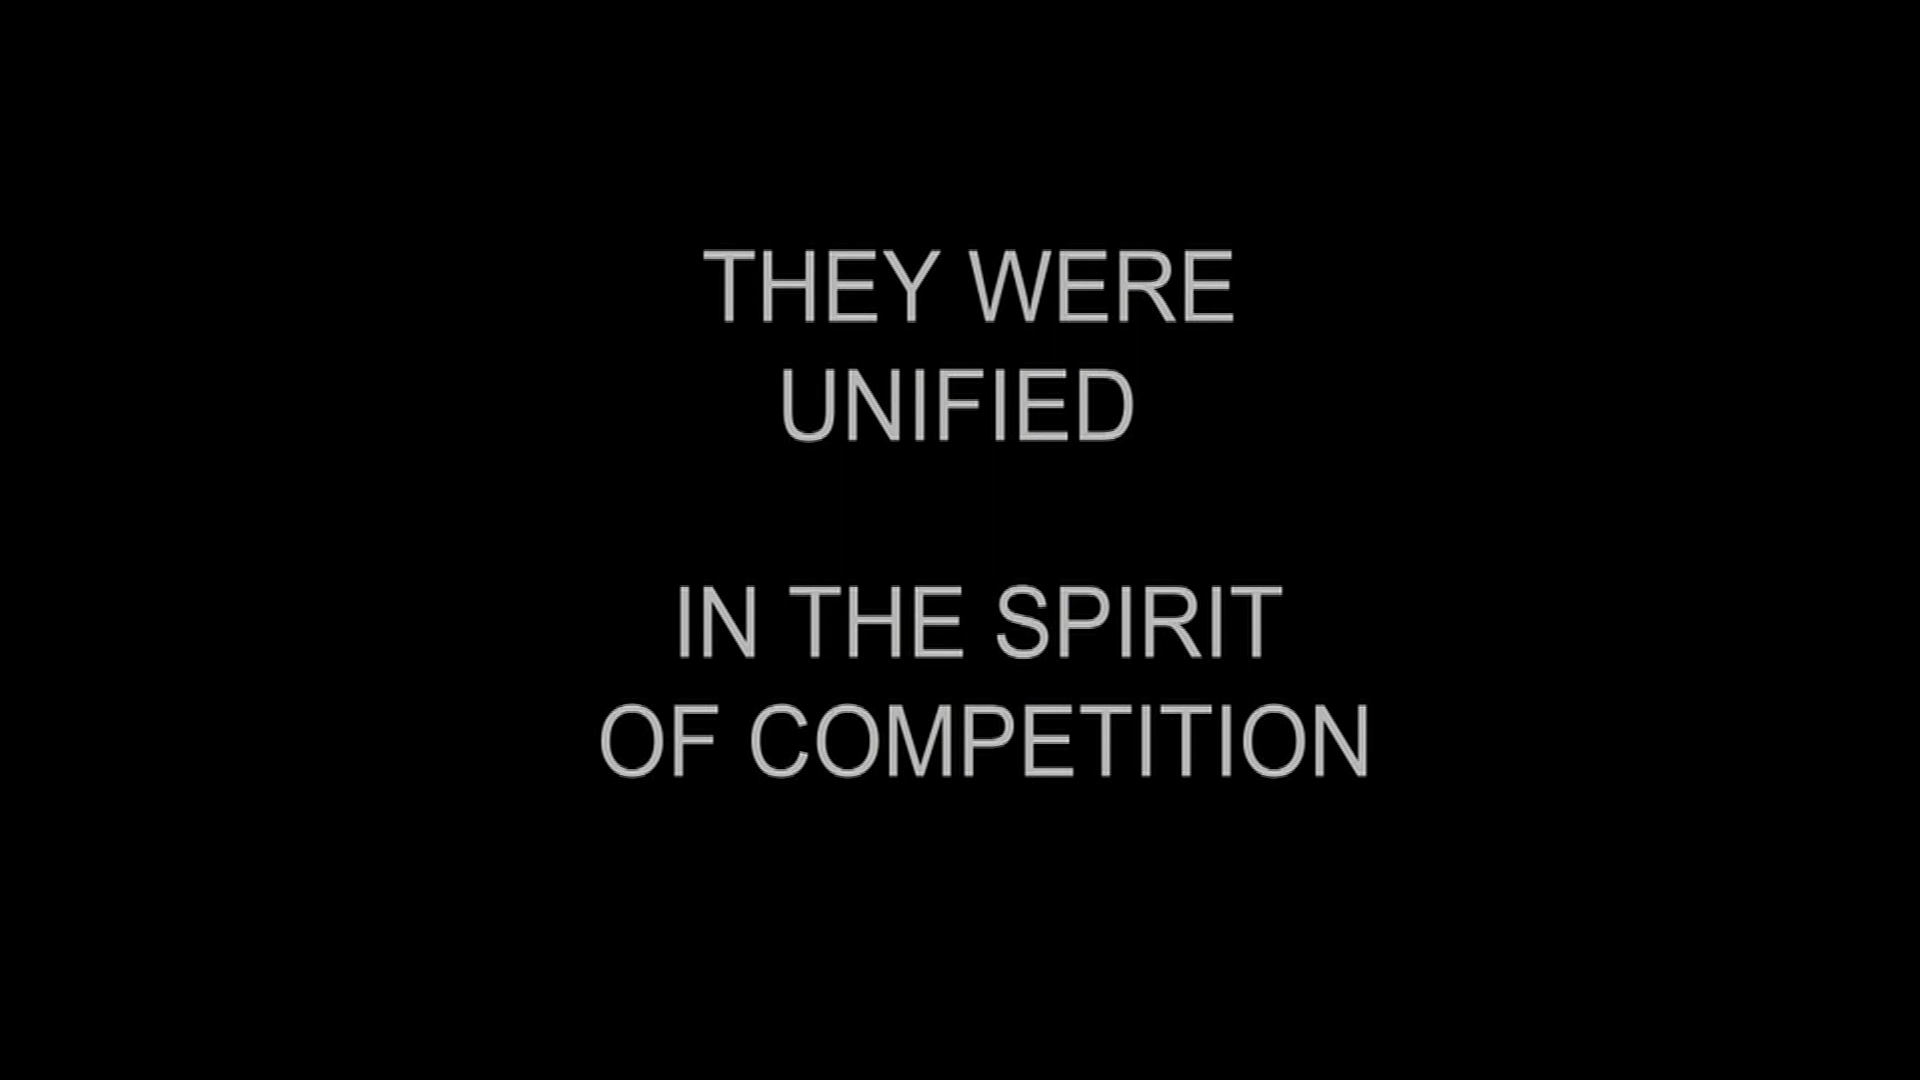 THEY WERE
UNIFIED
IN THE SPIRIT
OF COMPETITION